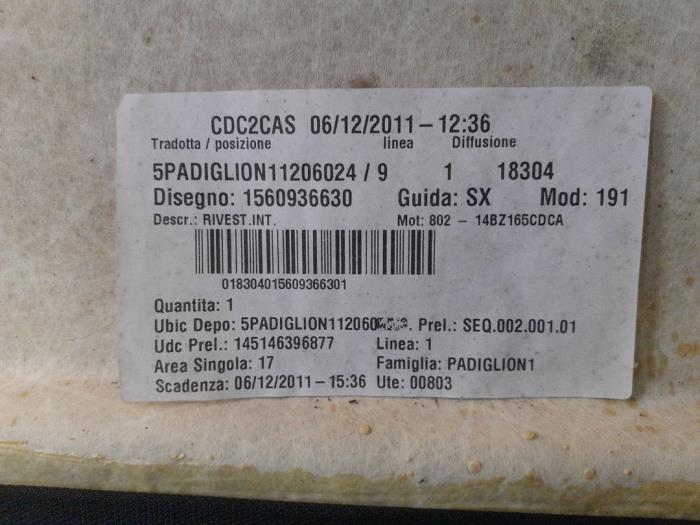 CDC2CAS 06/12/2011 – 12:36
Tradotta / posizione linea Diffusione
5PADIGLION11206024 / 9 1 18304
Disegno: 1560936630 Guida: SX Mod: 191
Descr.: RIVEST.INT. Mot: 802 – 14BZ165CDCA
018304015609366301
Quantita: 1
Ubic Depo: 5PADIGLION112060 Prel.: SEQ.002.001.01
Udc Prel.: 145146396877 Linea: 1
Area Singola: 17 Famiglia: PADIGLION1
Scadenza: 06/12/2011 – 15:36 Ute: 00803